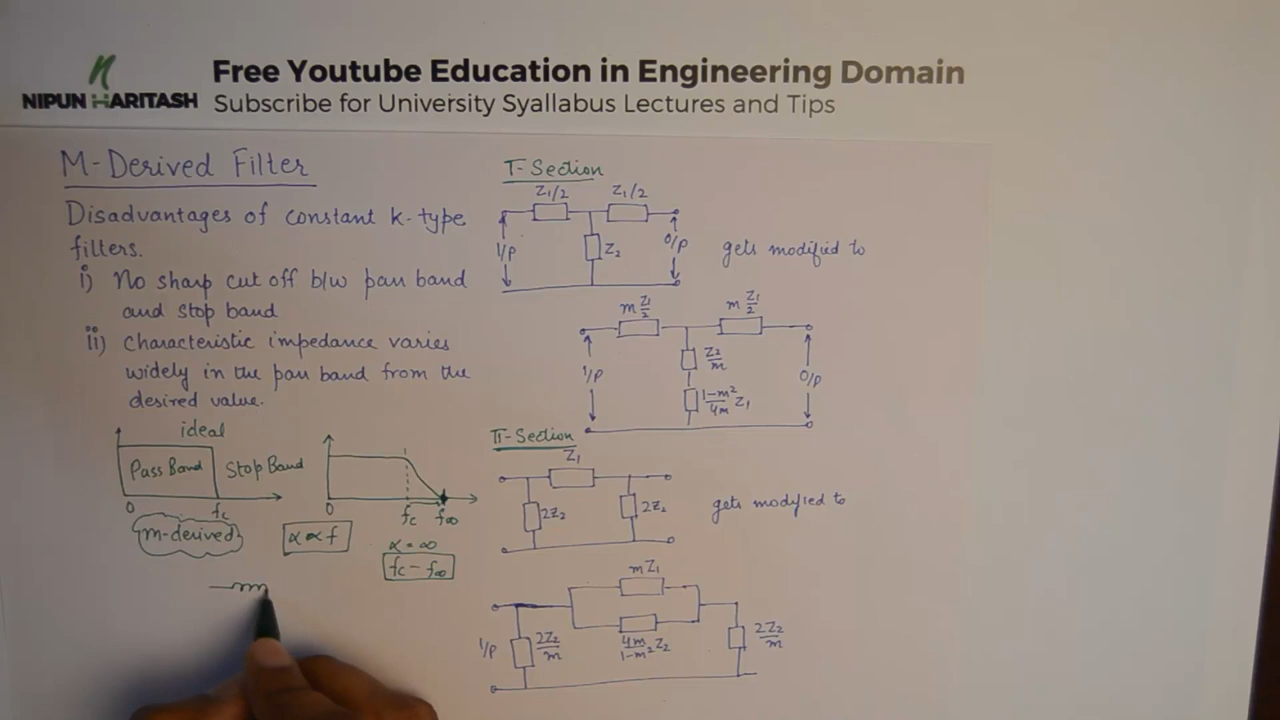 n
NIPUN HARITASH
Free Youtube Education in Engineering Domain
Subscribe for University Syallabus Lectures and Tips
M-Derived Filter
Disadvantages of constant k-type
filters.
i) No sharp cut off b/w pass band
and stop band
ii) Characteristic impedance varies
widely in the pass band from the
desired value.
ideal
Pass Band
Stop Band
0
fc
m-derived
α ∝ f
0
fc
f∞
α = ∞
fc - f∞
T-Section
Z1/2
Z1/2
I/P
Z2
O/P
gets modified to
m Z1/2
m Z1/2
I/P
Z2/m
1-m²/4m Z1
O/P
π-Section
Z1
2Z2
2Z2
gets modified to
mZ1
4m/1-m² Z2
I/P
2Z2/m
2Z2/m